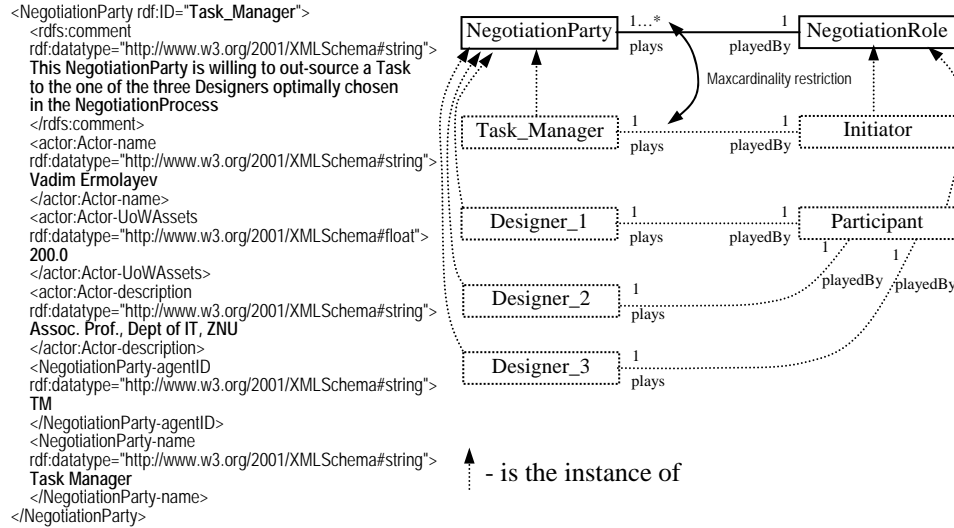 <NegotiationParty rdf:ID="Task_Manager">
<rdfs:comment
rdf:datatype="http://www.w3.org/2001/XMLSchema#string">
This NegotiationParty is willing to out-source a Task
to the one of the three Designers optimally chosen
in the NegotiationProcess
</rdfs:comment>
<actor:Actor-name
rdf:datatype="http://www.w3.org/2001/XMLSchema#string">
Vadim Ermolayev
</actor:Actor-name>
<actor:Actor-UoWAssets
rdf:datatype="http://www.w3.org/2001/XMLSchema#float">
200.0
</actor:Actor-UoWAssets>
<actor:Actor-description
rdf:datatype="http://www.w3.org/2001/XMLSchema#string">
Assoc. Prof., Dept of IT, ZNU
</actor:Actor-description>
<NegotiationParty-agentID
rdf:datatype="http://www.w3.org/2001/XMLSchema#string">
TM
</NegotiationParty-agentID>
<NegotiationParty-name
rdf:datatype="http://www.w3.org/2001/XMLSchema#string">
Task Manager
</NegotiationParty-name>
</NegotiationParty>
NegotiationParty 1…* 1 NegotiationRole
plays playedBy
Maxcardinality restriction
Task_Manager 1 1 Initiator
plays playedBy
Designer_1 1 1 Participant
plays playedBy
1 1
playedBy playedBy
Designer_2 1
plays
Designer_3 1
plays
- is the instance of